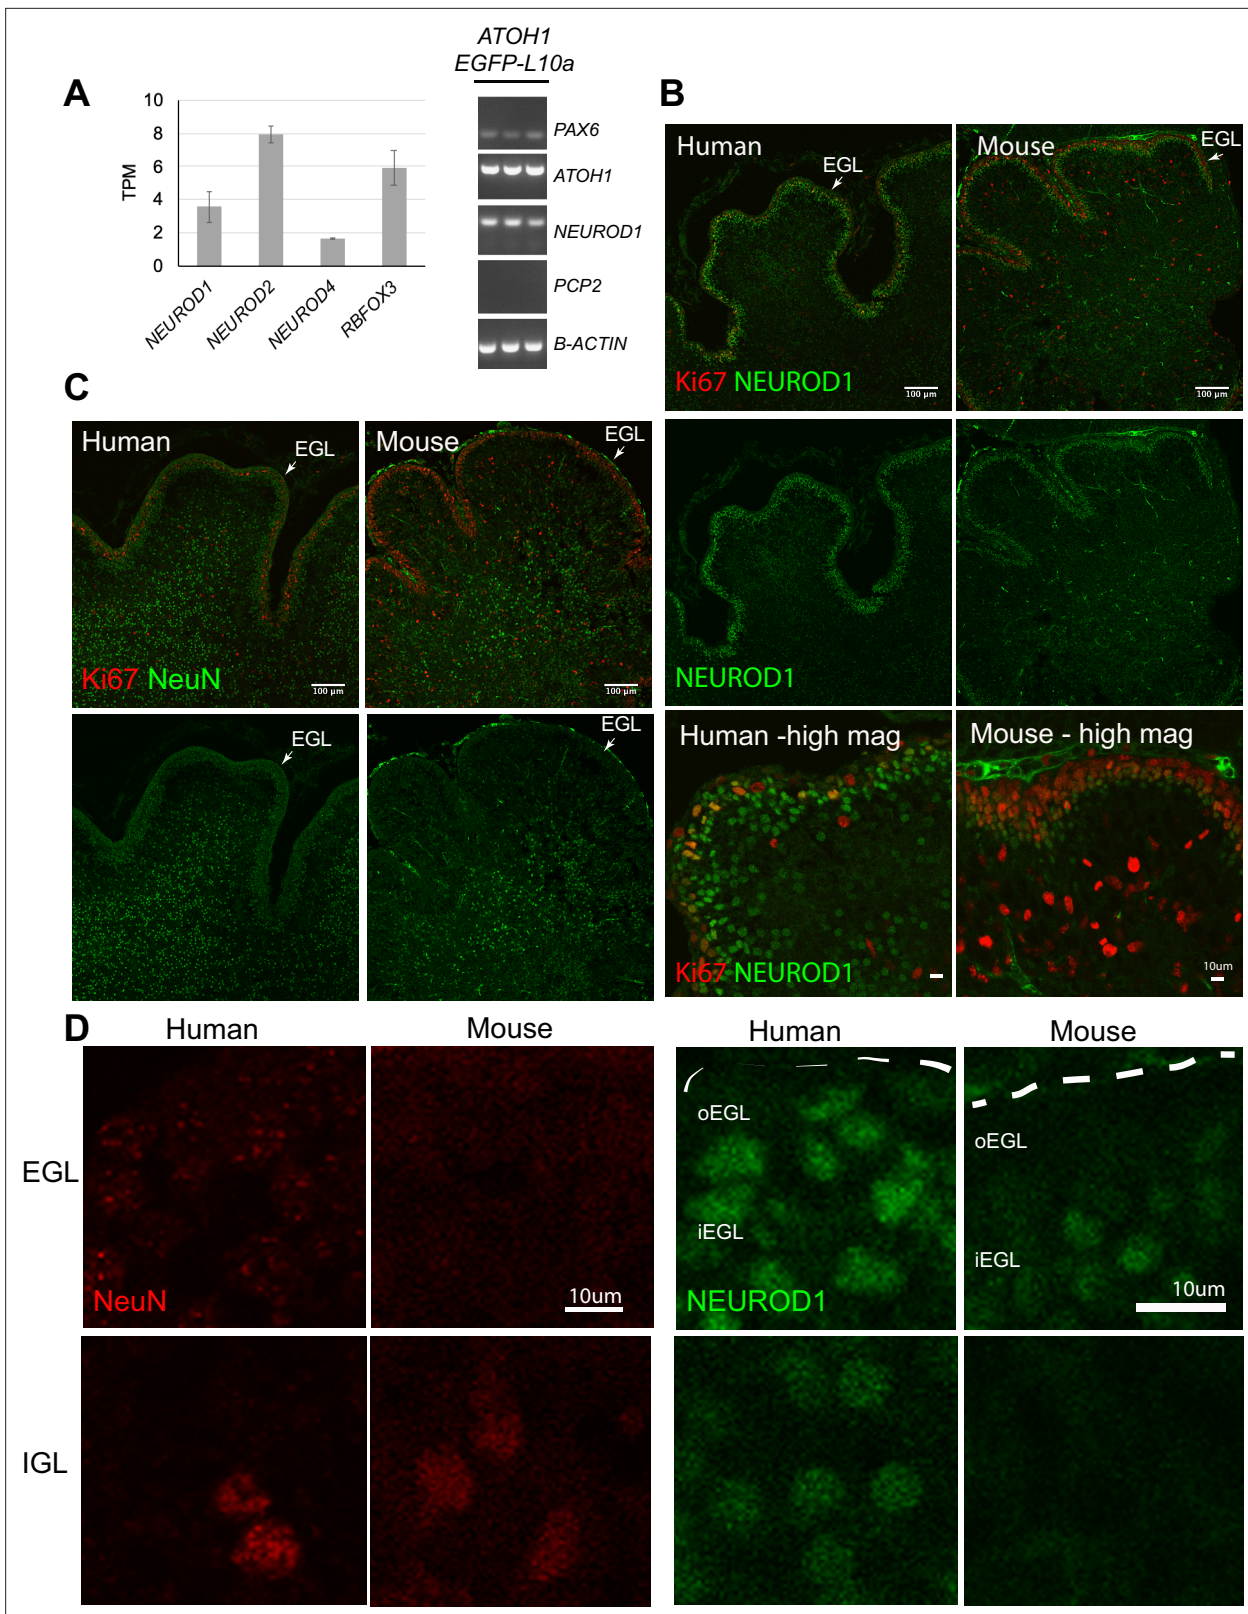 A
10
8
6
4
2
0
TPM
NEUROD1
NEUROD2
NEUROD4
RBFOX3
ATOH1
EGFP-L10a
PAX6
ATOH1
NEUROD1
PCP2
B-ACTIN
B
Human
EGL
Ki67 NEUROD1
100 µm
Mouse
EGL
100 µm
NEUROD1
Human -high mag
Ki67 NEUROD1
Mouse - high mag
10um
C
Human
EGL
Ki67 NeuN
100 µm
Mouse
EGL
100 µm
EGL
EGL
D
Human
Mouse
Human
Mouse
EGL
NeuN
10um
oEGL
iEGL
NEUROD1
oEGL
iEGL
10um
IGL